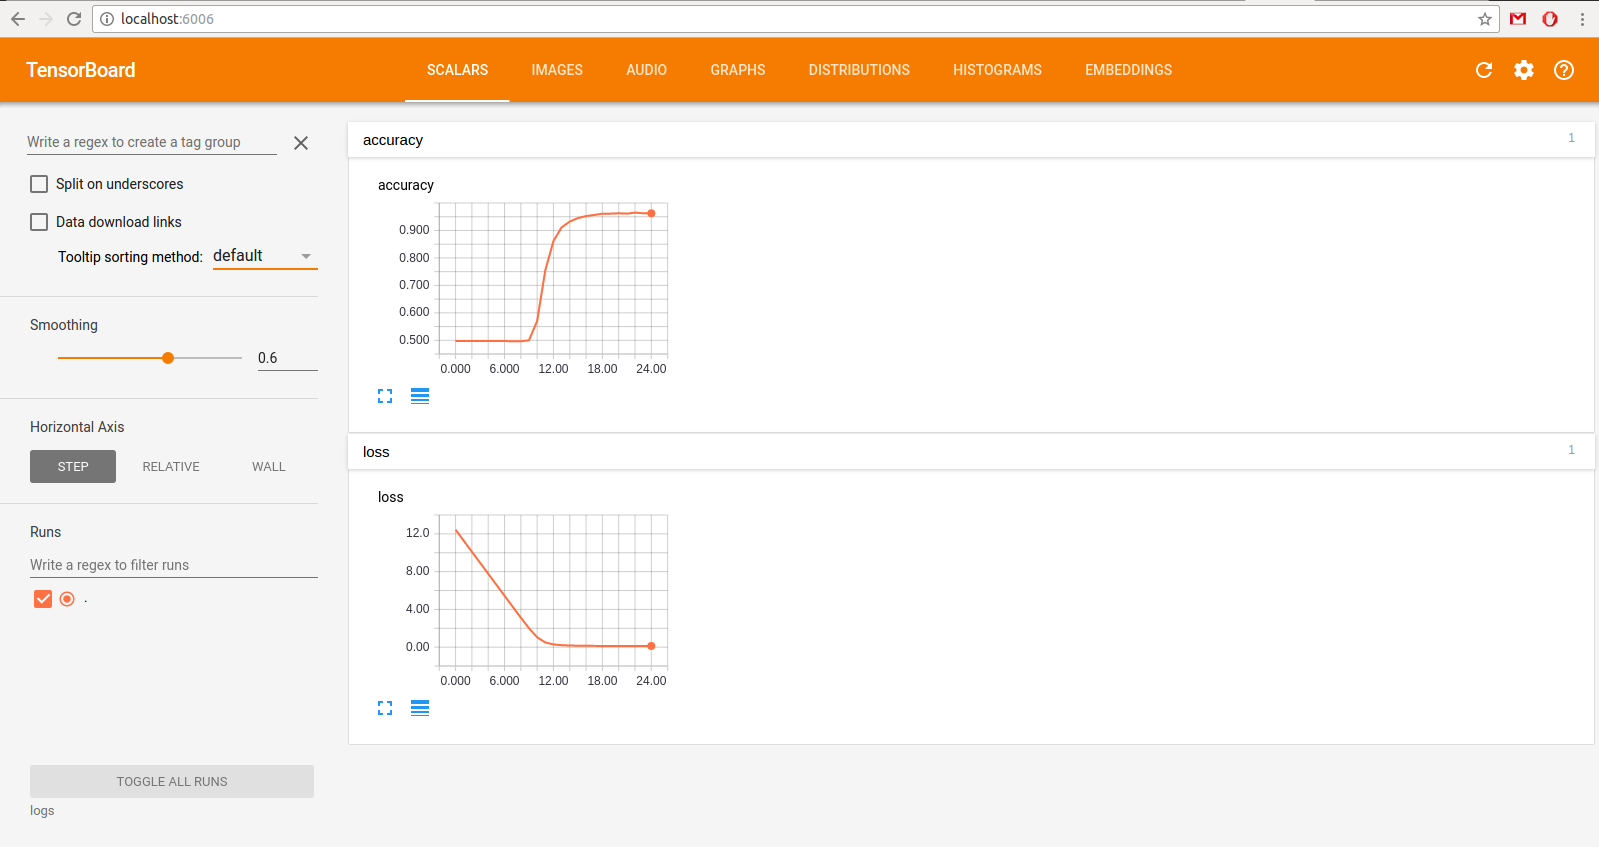 localhost:6006
TensorBoard
SCALARS IMAGES AUDIO GRAPHS DISTRIBUTIONS HISTOGRAMS EMBEDDINGS
Write a regex to create a tag group
Split on underscores
Data download links
Tooltip sorting method: default
Smoothing
0.6
Horizontal Axis
STEP RELATIVE WALL
Runs
Write a regex to filter runs
.
TOGGLE ALL RUNS
logs
accuracy 1
accuracy
0.900
0.800
0.700
0.600
0.500
0.000 6.000 12.00 18.00 24.00
loss 1
loss
12.0
8.00
4.00
0.00
0.000 6.000 12.00 18.00 24.00